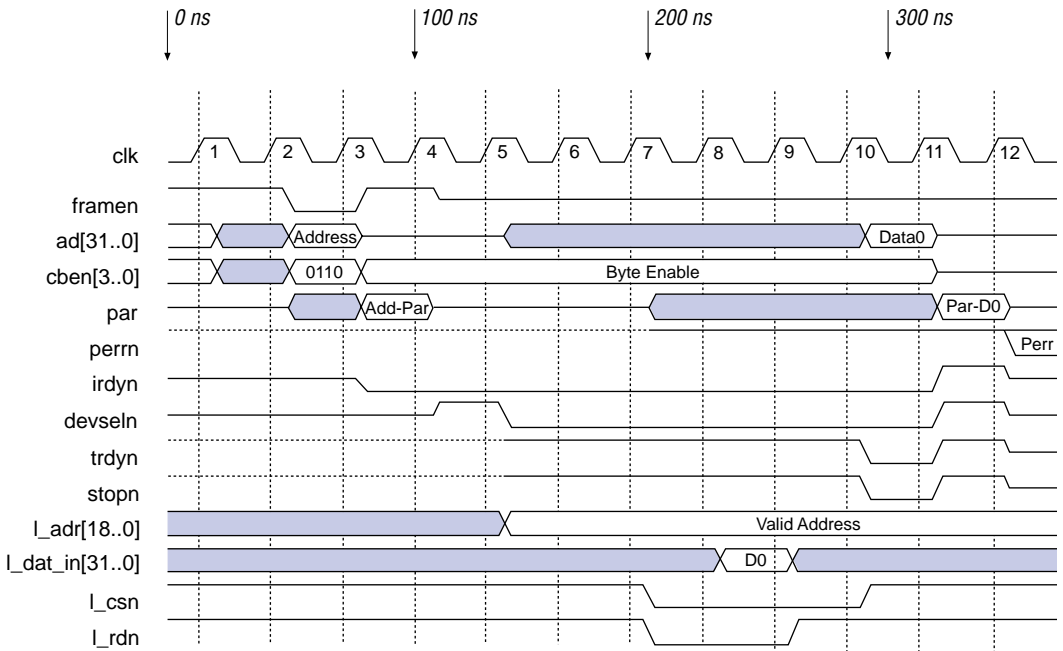 0 ns 100 ns 200 ns 300 ns
clk 1 2 3 4 5 6 7 8 9 10 11 12
framen
ad[31..0] Address Data0
cben[3..0] 0110 Byte Enable
par Add-Par Par-D0
perrn Perr
irdyn
devseln
trdyn
stopn
l_adr[18..0] Valid Address
l_dat_in[31..0] D0
l_csn
l_rdn